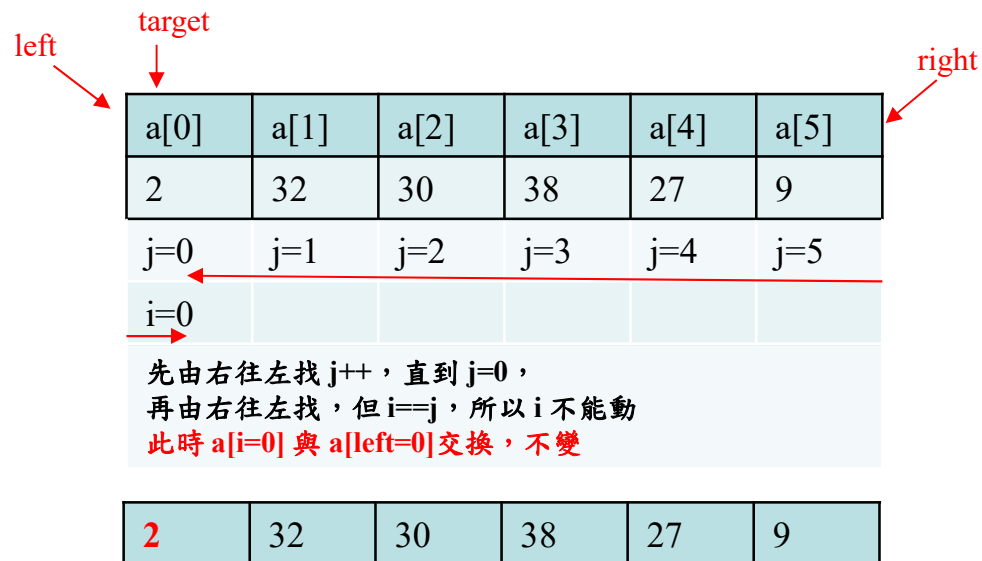 target
left
right
a[0] a[1] a[2] a[3] a[4] a[5]
2 32 30 38 27 9
j=0 j=1 j=2 j=3 j=4 j=5
i=0
先由右往左找 j++，直到 j=0，
再由右往左找，但 i==j，所以 i 不能動
此時 a[i=0] 與 a[left=0]交換，不變
2 32 30 38 27 9